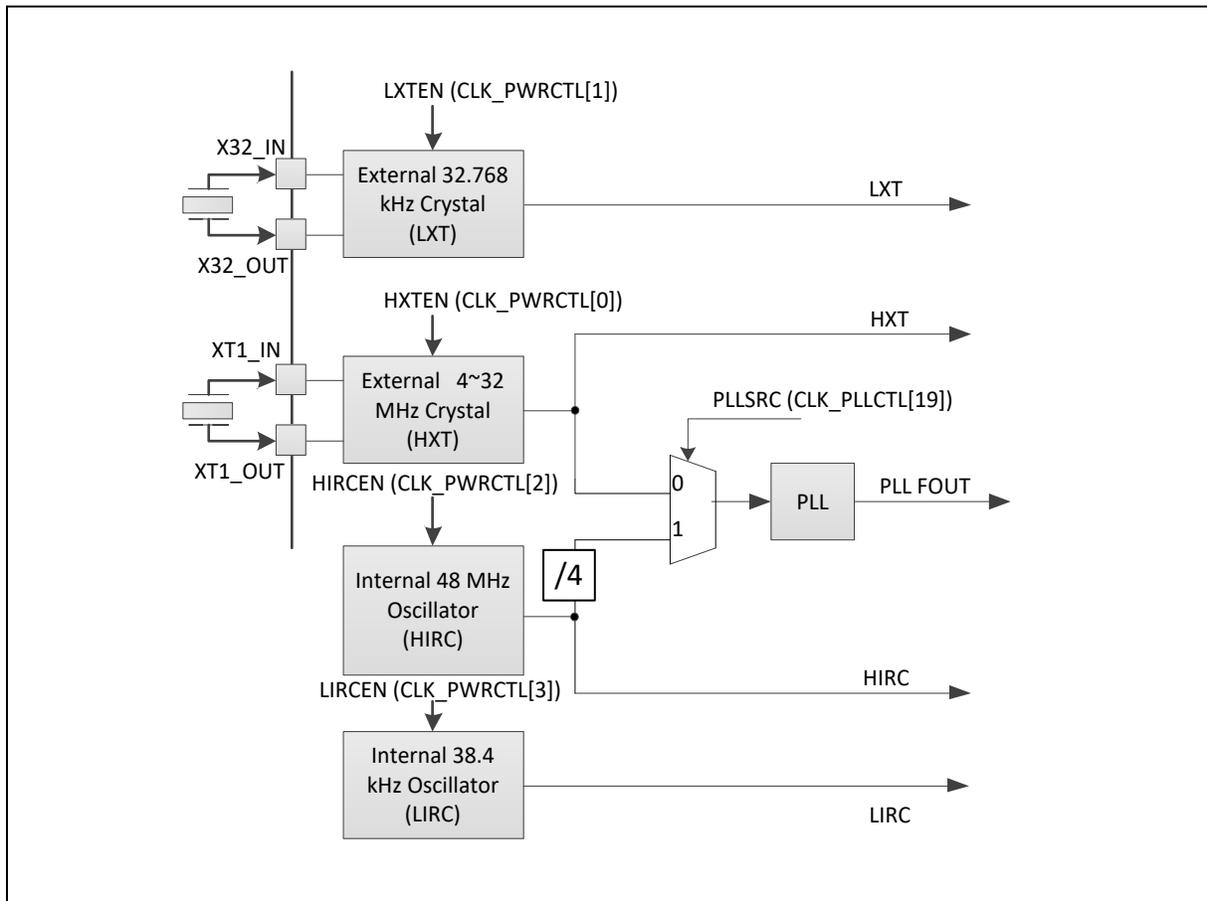 LXTEN (CLK_PWRCTL[1])
X32_IN
External 32.768
kHz Crystal
(LXT)
LXT
X32_OUT
HXTEN (CLK_PWRCTL[0])
HXT
XT1_IN
External 4~32
MHz Crystal
(HXT)
PLLSRC (CLK_PLLCTL[19])
XT1_OUT
HIRCEN (CLK_PWRCTL[2])
0
1
PLL
PLL FOUT
/4
Internal 48 MHz
Oscillator
(HIRC)
HIRC
LIRCEN (CLK_PWRCTL[3])
Internal 38.4
kHz Oscillator
(LIRC)
LIRC